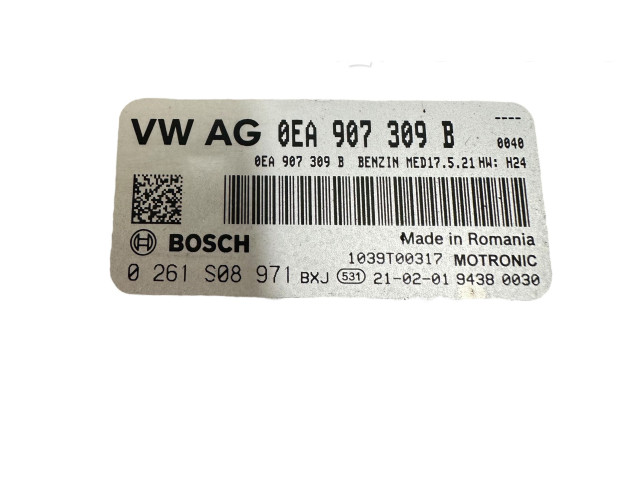 VW AG 0EA 907 309 B ----
0040
0EA 907 309 B BENZIN MED17.5.21 HW: H24
BOSCH Made in Romania
1039T00317 MOTRONIC
0 261 S08 971 BXJ 531 21-02-01 9438 0030